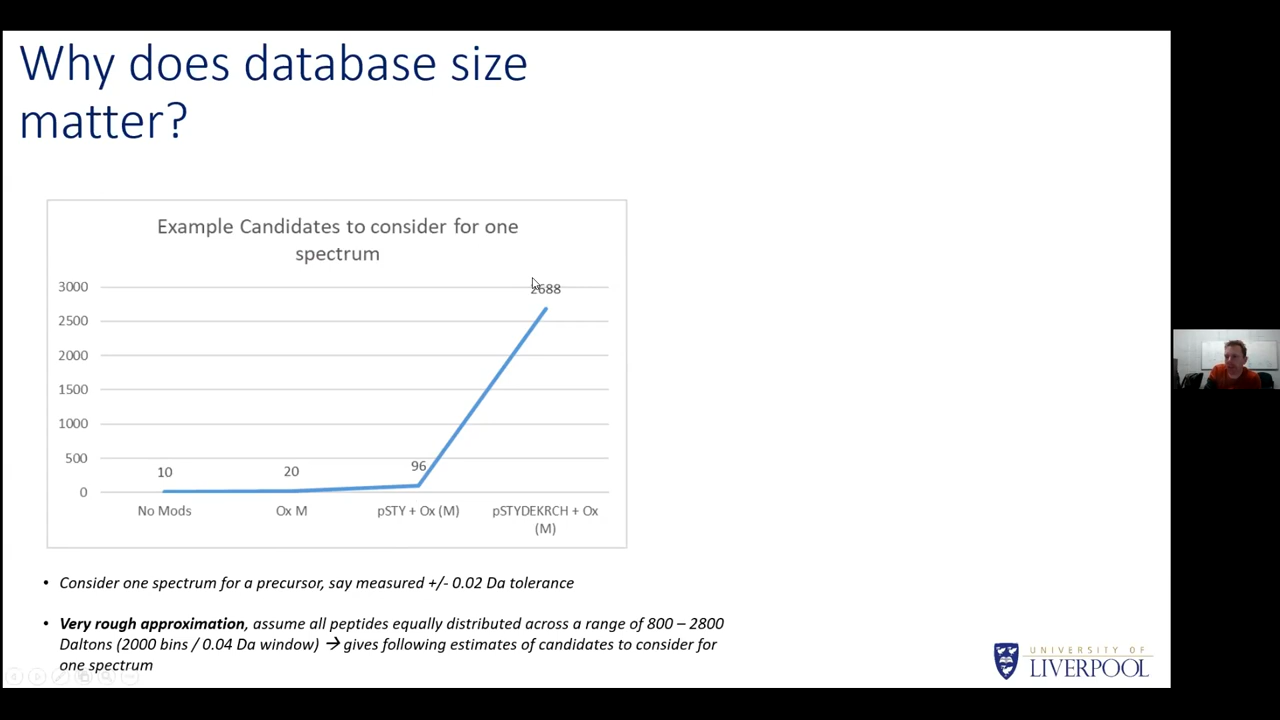 Why does database size
matter?
Example Candidates to consider for one
spectrum
3000
2500
2000
1500
1000
500
0
10
20
96
2688
No Mods
Ox M
pSTY + Ox (M)
pSTYDEKRCH + Ox
(M)
• Consider one spectrum for a precursor, say measured +/- 0.02 Da tolerance
• Very rough approximation, assume all peptides equally distributed across a range of 800 – 2800
Daltons (2000 bins / 0.04 Da window) → gives following estimates of candidates to consider for
one spectrum
UNIVERSITY OF
LIVERPOOL